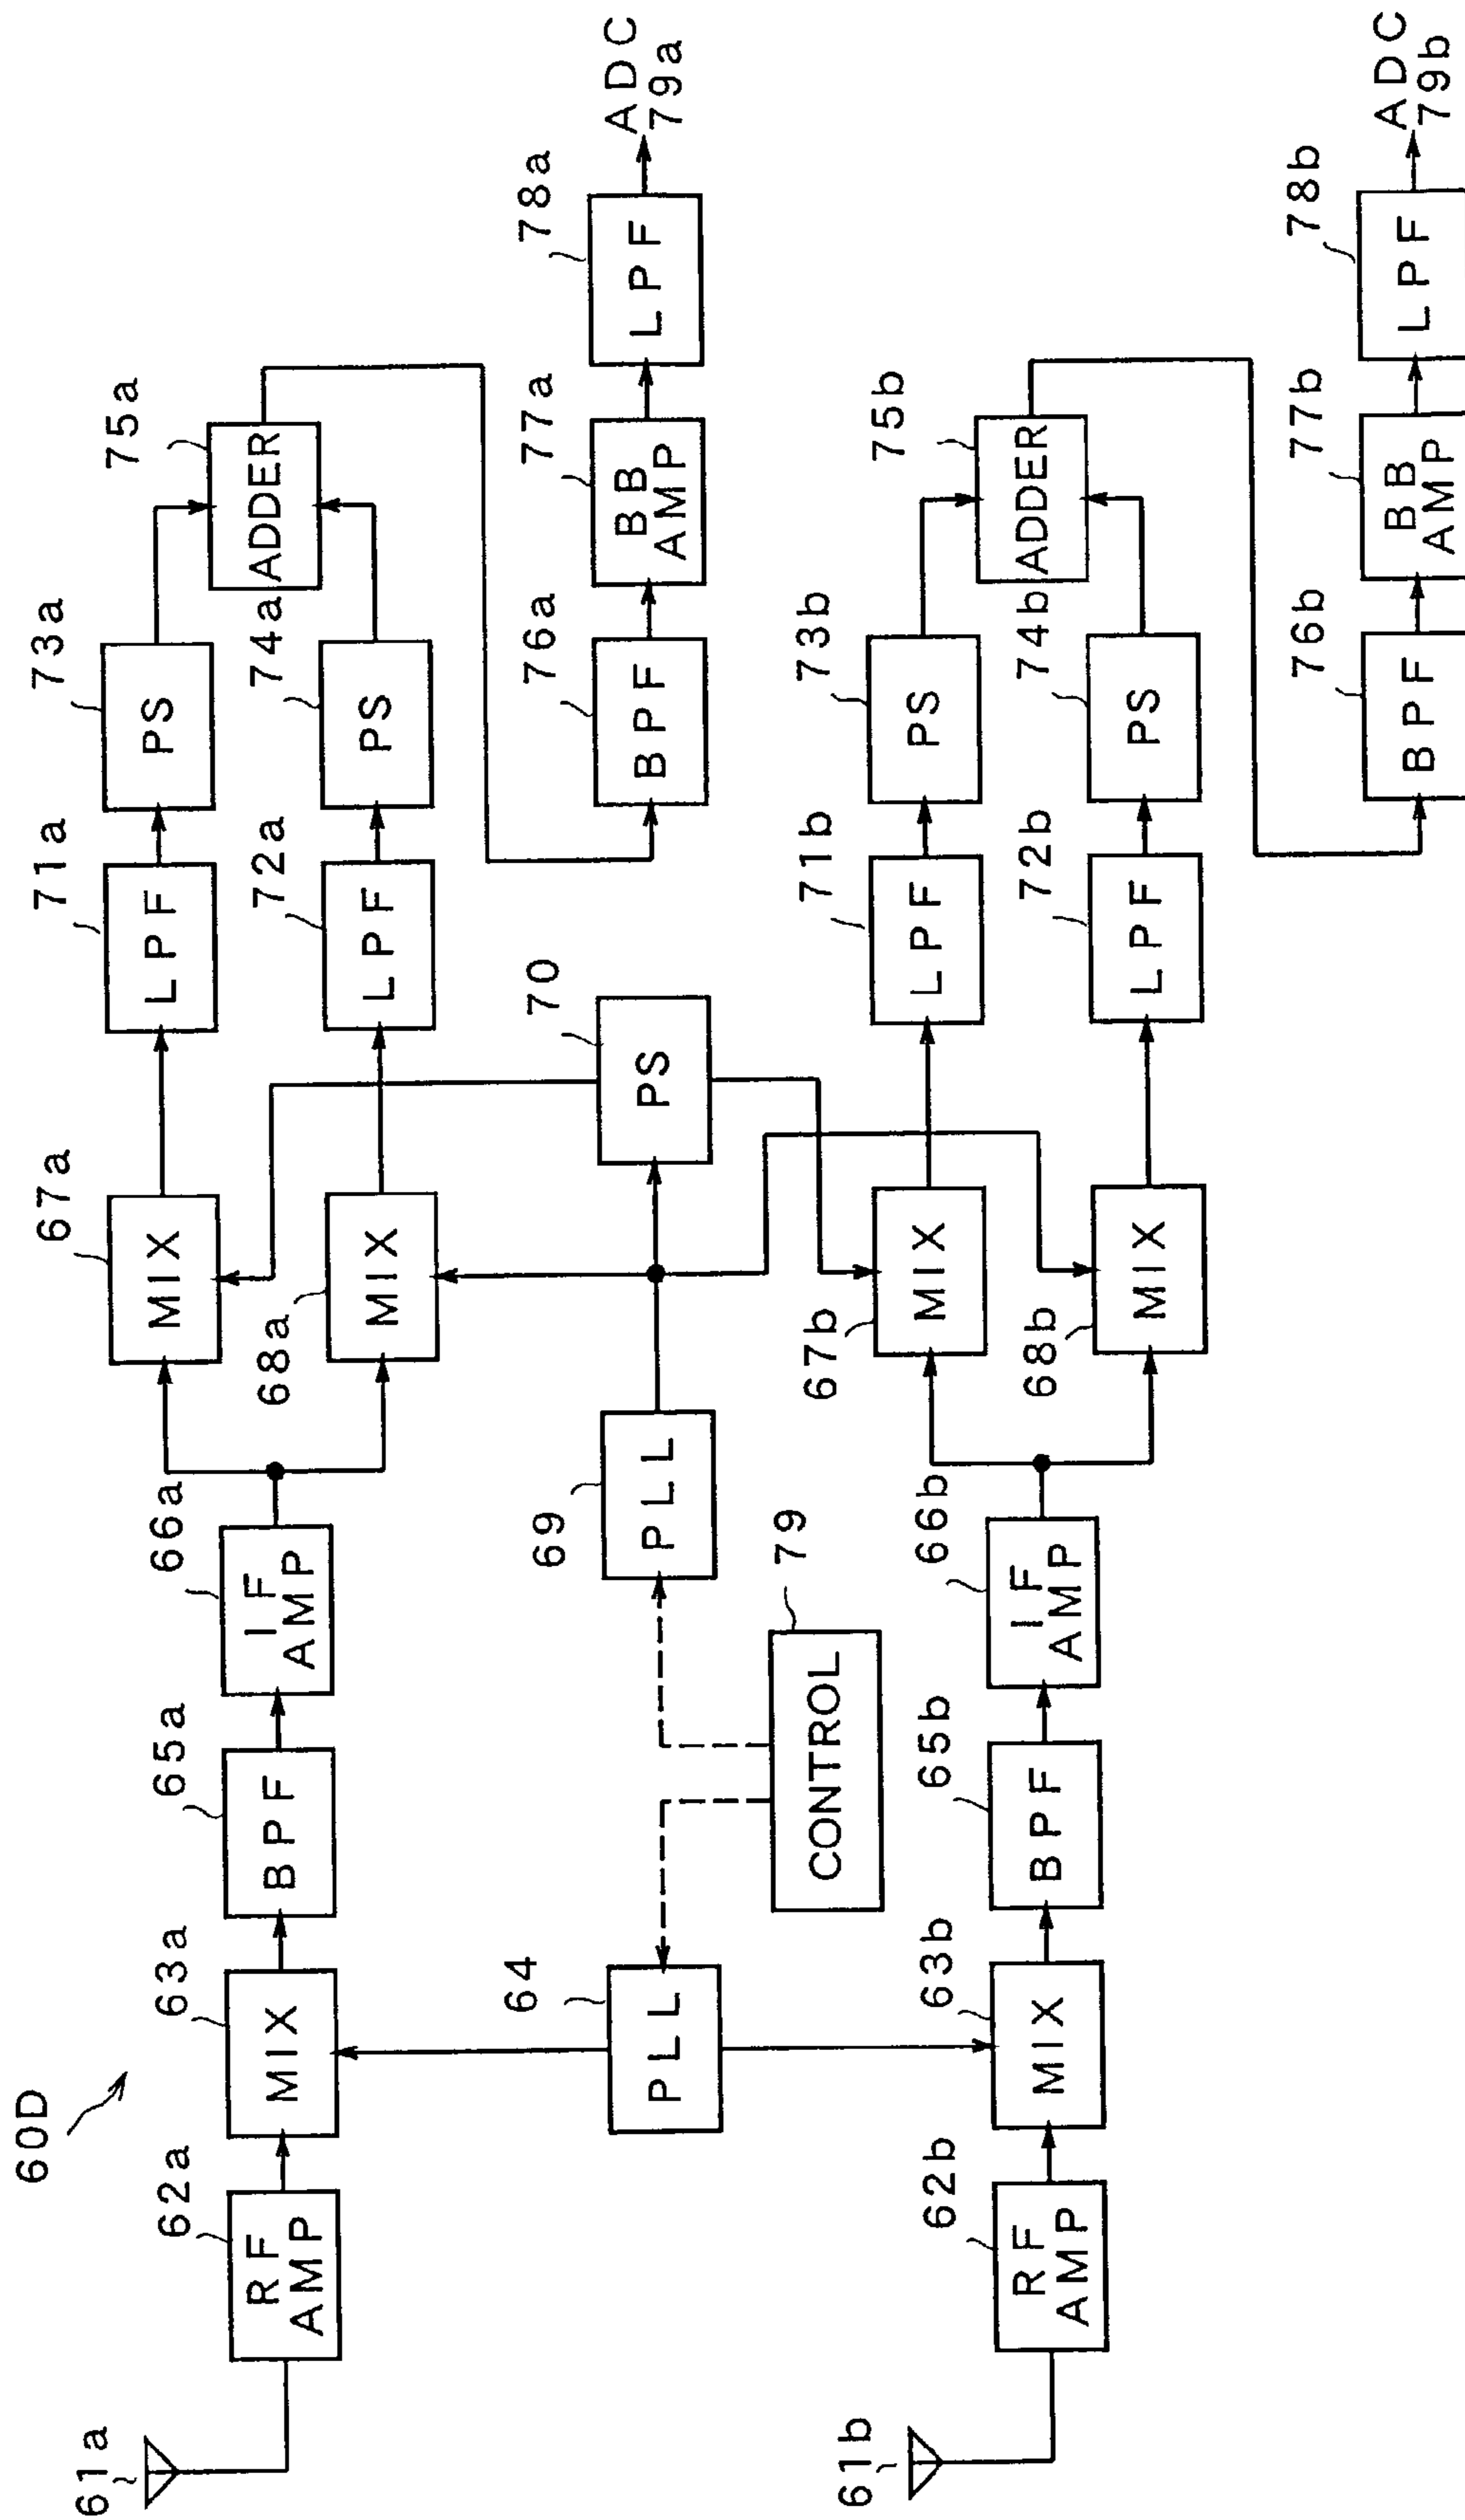 60D
61a
62a
RF
AMP
63a
MIX
65a
BPF
66a
IF
AMP
67a
MIX
71a
LPF
73a
PS
75a
ADDER
68a
MIX
72a
LPF
74a
PS
64
PLL
69
PLL
70
PS
76a
BPF
77a
BB
AMP
78a
LPF
ADC
79a
CONTROL
79
61b
62b
RF
AMP
63b
MIX
65b
BPF
66b
IF
AMP
67b
MIX
71b
LPF
73b
PS
75b
ADDER
68b
MIX
72b
LPF
74b
PS
76b
BPF
77b
BB
AMP
78b
LPF
ADC
79b